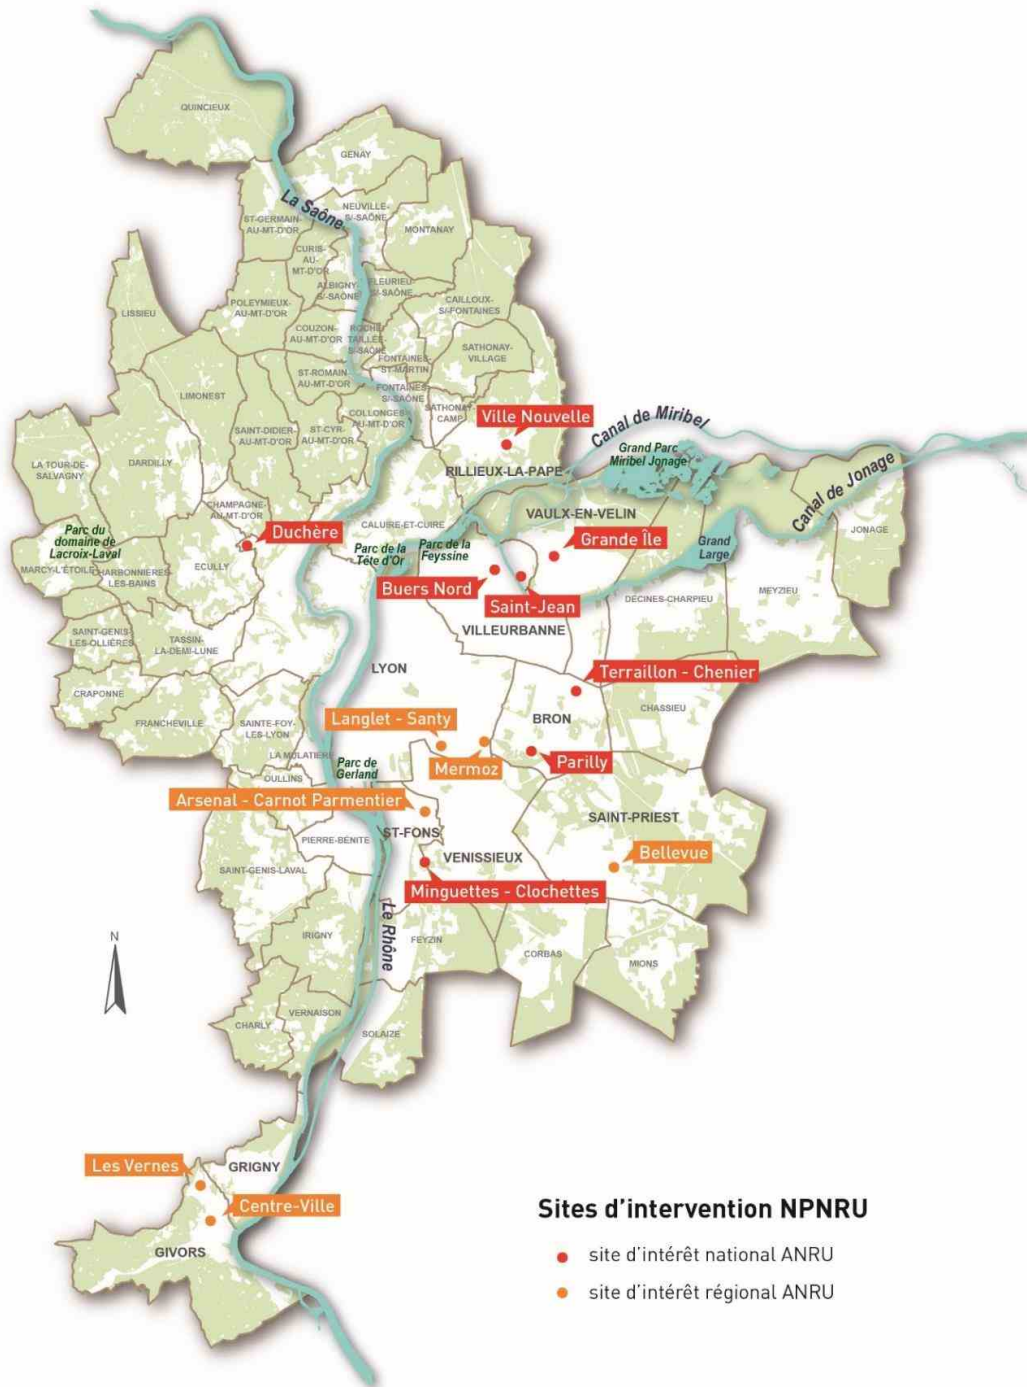 QUINCIEUX
GENAY
La Saône
NEUVILLE-
S/-SAÔNE
ST-GERMAIN-
AU-MT-D'OR
MONTANAY
CURIS-
AU-
MT-D'OR
ALBIGNY-
S/-SAÔNE
FLEURIEU-
S/-SAÔNE
LISSIEU
POLEYMIEUX-
AU-MT-D'OR
CAILLOUX-
S/-FONTAINES
COUZON-
AU-MT-D'OR
ROCHE-
TAILLÉE-
S/-SAÔNE
SATHONAY-
VILLAGE
FONTAINES-
ST-MARTIN
ST-ROMAIN
AU-MT-D'OR
LIMONEST
FONTAINES-
S/-SAÔNE
SATHONAY-
CAMP
COLLONGES-
AU-MT-D'OR
SAINT-DIDIER-
AU-MT-D'OR
ST-CYR-
AU-MT-D'OR
Ville Nouvelle
Canal de Miribel
Grand Parc
Miribel Jonage
RILLIEUX-LA-PAPE
LA TOUR-DE-
SALVAGNY
DARDILLY
Canal de Jonage
CHAMPAGNE-
AU-MT-D'OR
VAULX-EN-VELIN
CALUIRE-ET-CUIRE
Duchère
Parc du
domaine de
Lacroix-Laval
Grande Île
Grand
Large
JONAGE
Parc de la
Tête d'Or
Parc de la
Feyssine
MARCY-L'ÉTOILE
CHARBONNIÈRES-
LES-BAINS
ECULLY
Buers Nord
Saint-Jean
DECINES-CHARPIEU
MEYZIEU
SAINT-GENIS-
LES-OLLIÈRES
TASSIN-
LA-DEMI-LUNE
VILLEURBANNE
LYON
Terraillon - Chenier
CRAPONNE
FRANCHEVILLE
SAINTE-FOY-
LES-LYON
Langlet - Santy
BRON
CHASSIEU
LA MULATIÈRE
Mermoz
Parilly
OULLINS
Parc de
Gerland
Arsenal - Carnot Parmentier
SAINT-PRIEST
ST-FONS
PIERRE-BÉNITE
VENISSIEUX
Bellevue
SAINT-GENIS-LAVAL
Minguettes - Clochettes
Le Rhône
IRIGNY
FEYZIN
CORBAS
MIONS
N
CHARLY
VERNAISON
SOLAIZE
Les Vernes
GRIGNY
Centre-Ville
GIVORS
Sites d'intervention NPNRU
site d'intérêt national ANRU
site d'intérêt régional ANRU